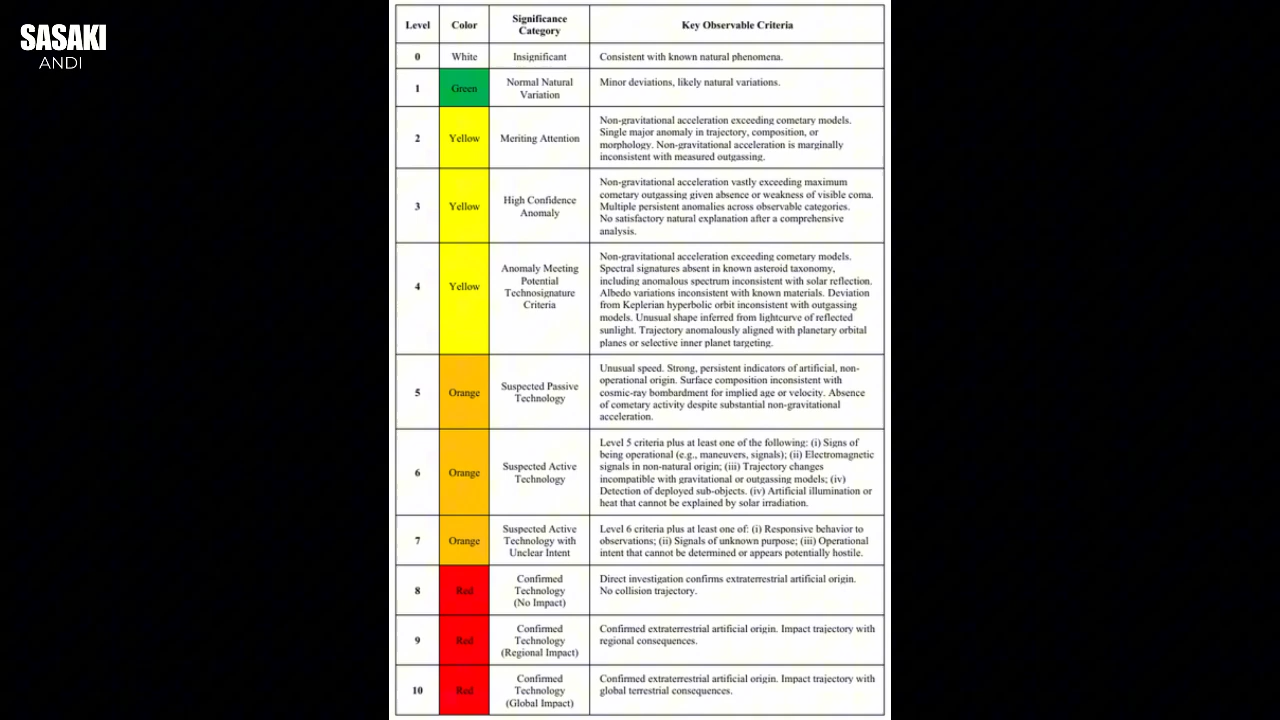 SASAKI
ANDI
Level Color Significance Category Key Observable Criteria
0 White Insignificant Consistent with known natural phenomena.
1 Green Normal Natural Variation Minor deviations, likely natural variations.
2 Yellow Meriting Attention
Non-gravitational acceleration exceeding cometary models.
Single major anomaly in trajectory, composition, or
morphology. Non-gravitational acceleration is marginally
inconsistent with measured outgassing.
3 Yellow High Confidence Anomaly
Non-gravitational acceleration vastly exceeding maximum
cometary outgassing given absence or weakness of visible coma.
Multiple persistent anomalies across observable categories.
No satisfactory natural explanation after a comprehensive
analysis.
4 Yellow Anomaly Meeting Potential Technosignature Criteria
Non-gravitational acceleration exceeding cometary models.
Spectral signatures absent in known asteroid taxonomy,
including anomalous spectrum inconsistent with solar reflection.
Albedo variations inconsistent with known materials. Deviation
from Keplerian hyperbolic orbit inconsistent with outgassing
models. Unusual shape inferred from lightcurve of reflected
sunlight. Trajectory anomalously aligned with planetary orbital
planes or selective inner planet targeting.
5 Orange Suspected Passive Technology
Unusual speed. Strong, persistent indicators of artificial, non-
operational origin. Surface composition inconsistent with
cosmic-ray bombardment for implied age or velocity. Absence
of cometary activity despite substantial non-gravitational
acceleration.
6 Orange Suspected Active Technology
Level 5 criteria plus at least one of the following: (i) Signs of
being operational (e.g., maneuvers, signals); (ii) Electromagnetic
signals in non-natural origin; (iii) Trajectory changes
incompatible with gravitational or outgassing models; (iv)
Detection of deployed sub-objects. (iv) Artificial illumination or
heat that cannot be explained by solar irradiation.
7 Orange Suspected Active Technology with Unclear Intent
Level 6 criteria plus at least one of: (i) Responsive behavior to
observations; (ii) Signals of unknown purpose; (iii) Operational
intent that cannot be determined or appears potentially hostile.
8 Red Confirmed Technology (No Impact)
Direct investigation confirms extraterrestrial artificial origin.
No collision trajectory.
9 Red Confirmed Technology (Regional Impact)
Confirmed extraterrestrial artificial origin. Impact trajectory with
regional consequences.
10 Red Confirmed Technology (Global Impact)
Confirmed extraterrestrial artificial origin. Impact trajectory with
global terrestrial consequences.